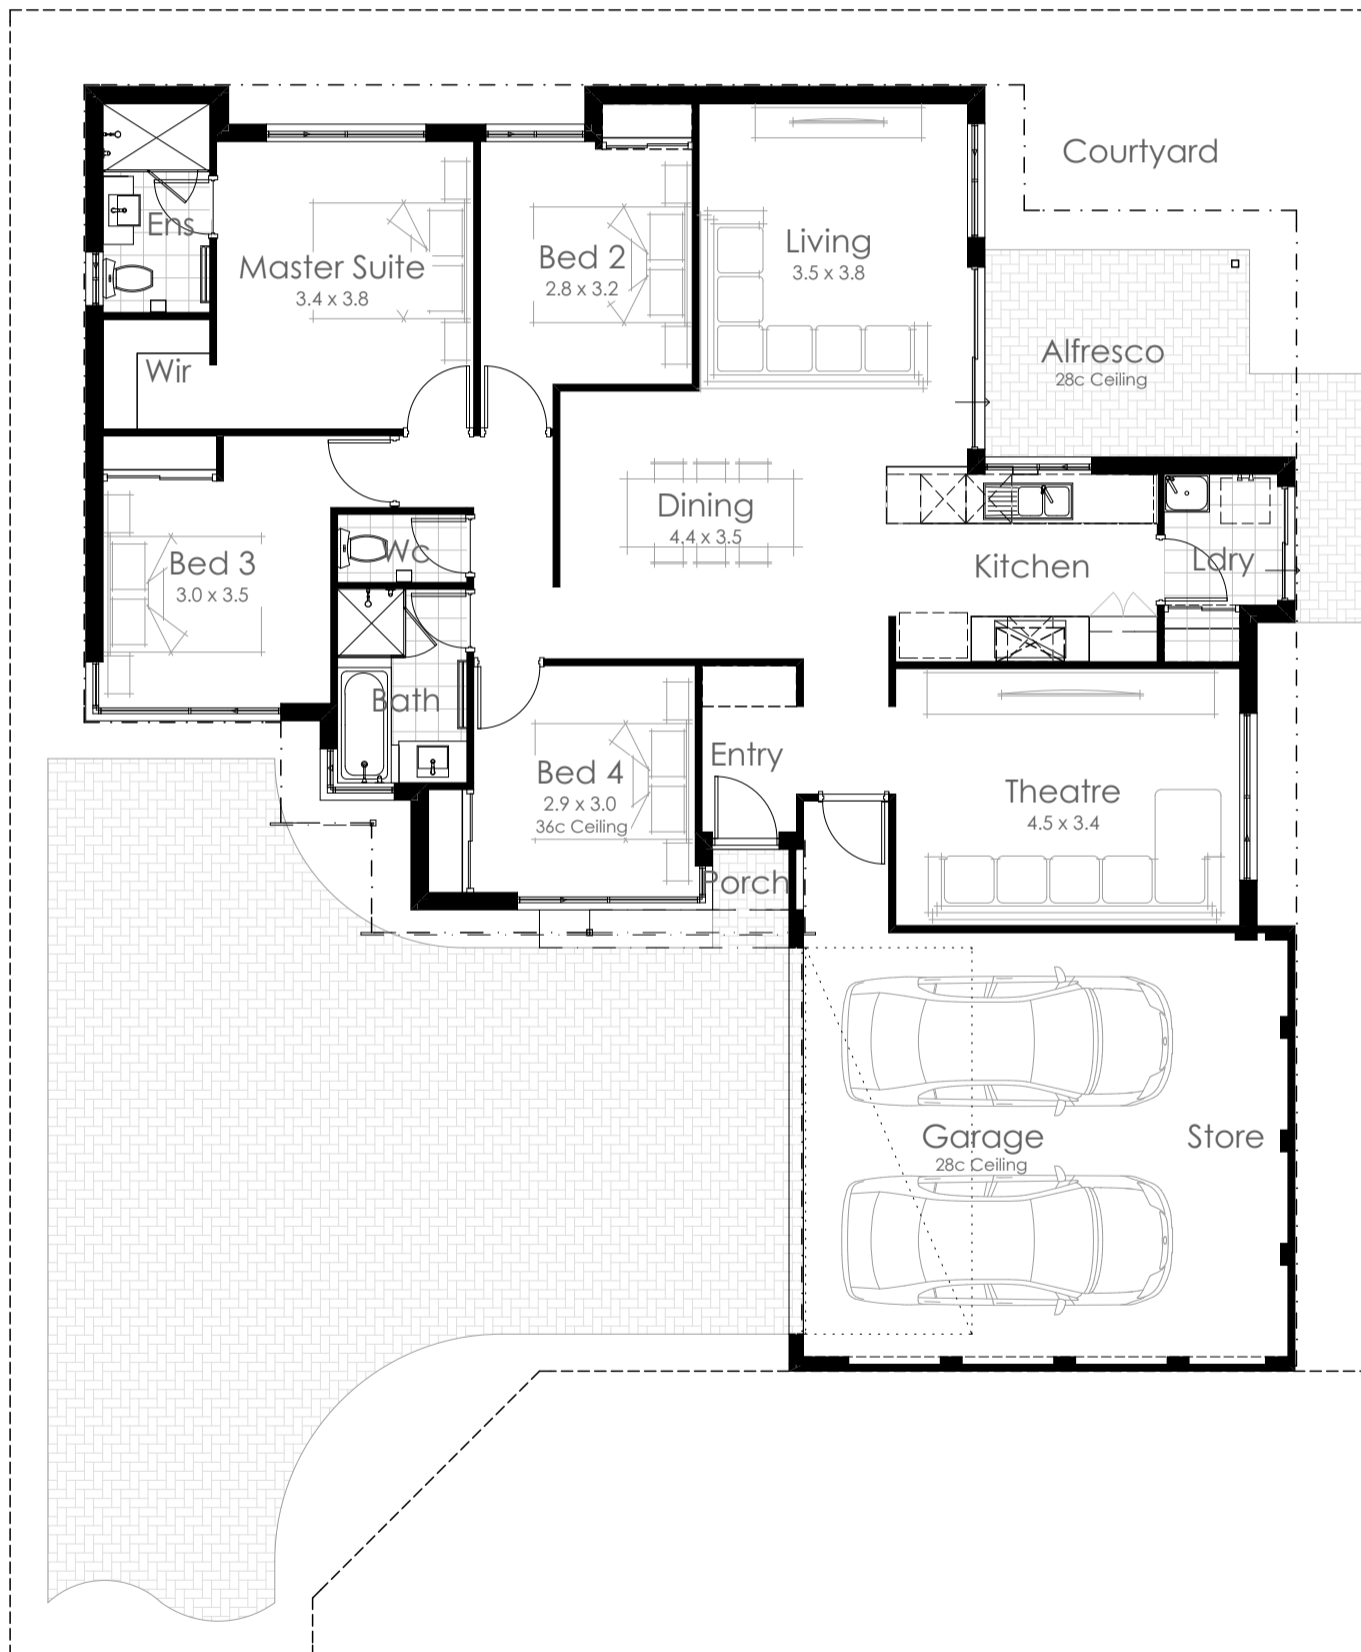 Courtyard
Ens
Master Suite
3.4 x 3.8
Bed 2
2.8 x 3.2
Living
3.5 x 3.8
Alfresco
28c Ceiling
Wir
Dining
4.4 x 3.5
Wc
Bed 3
3.0 x 3.5
Kitchen
Ldry
Bath
Bed 4
2.9 x 3.0
36c Ceiling
Entry
Theatre
4.5 x 3.4
Porch
Garage
28c Ceiling
Store